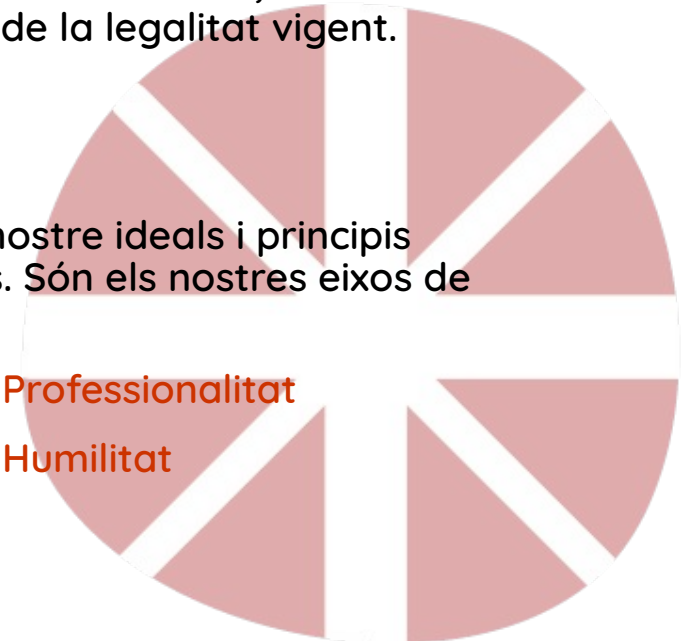 de la legalitat vigent.
nostre ideals i principis
s. Són els nostres eixos de
Professionalitat
Humilitat